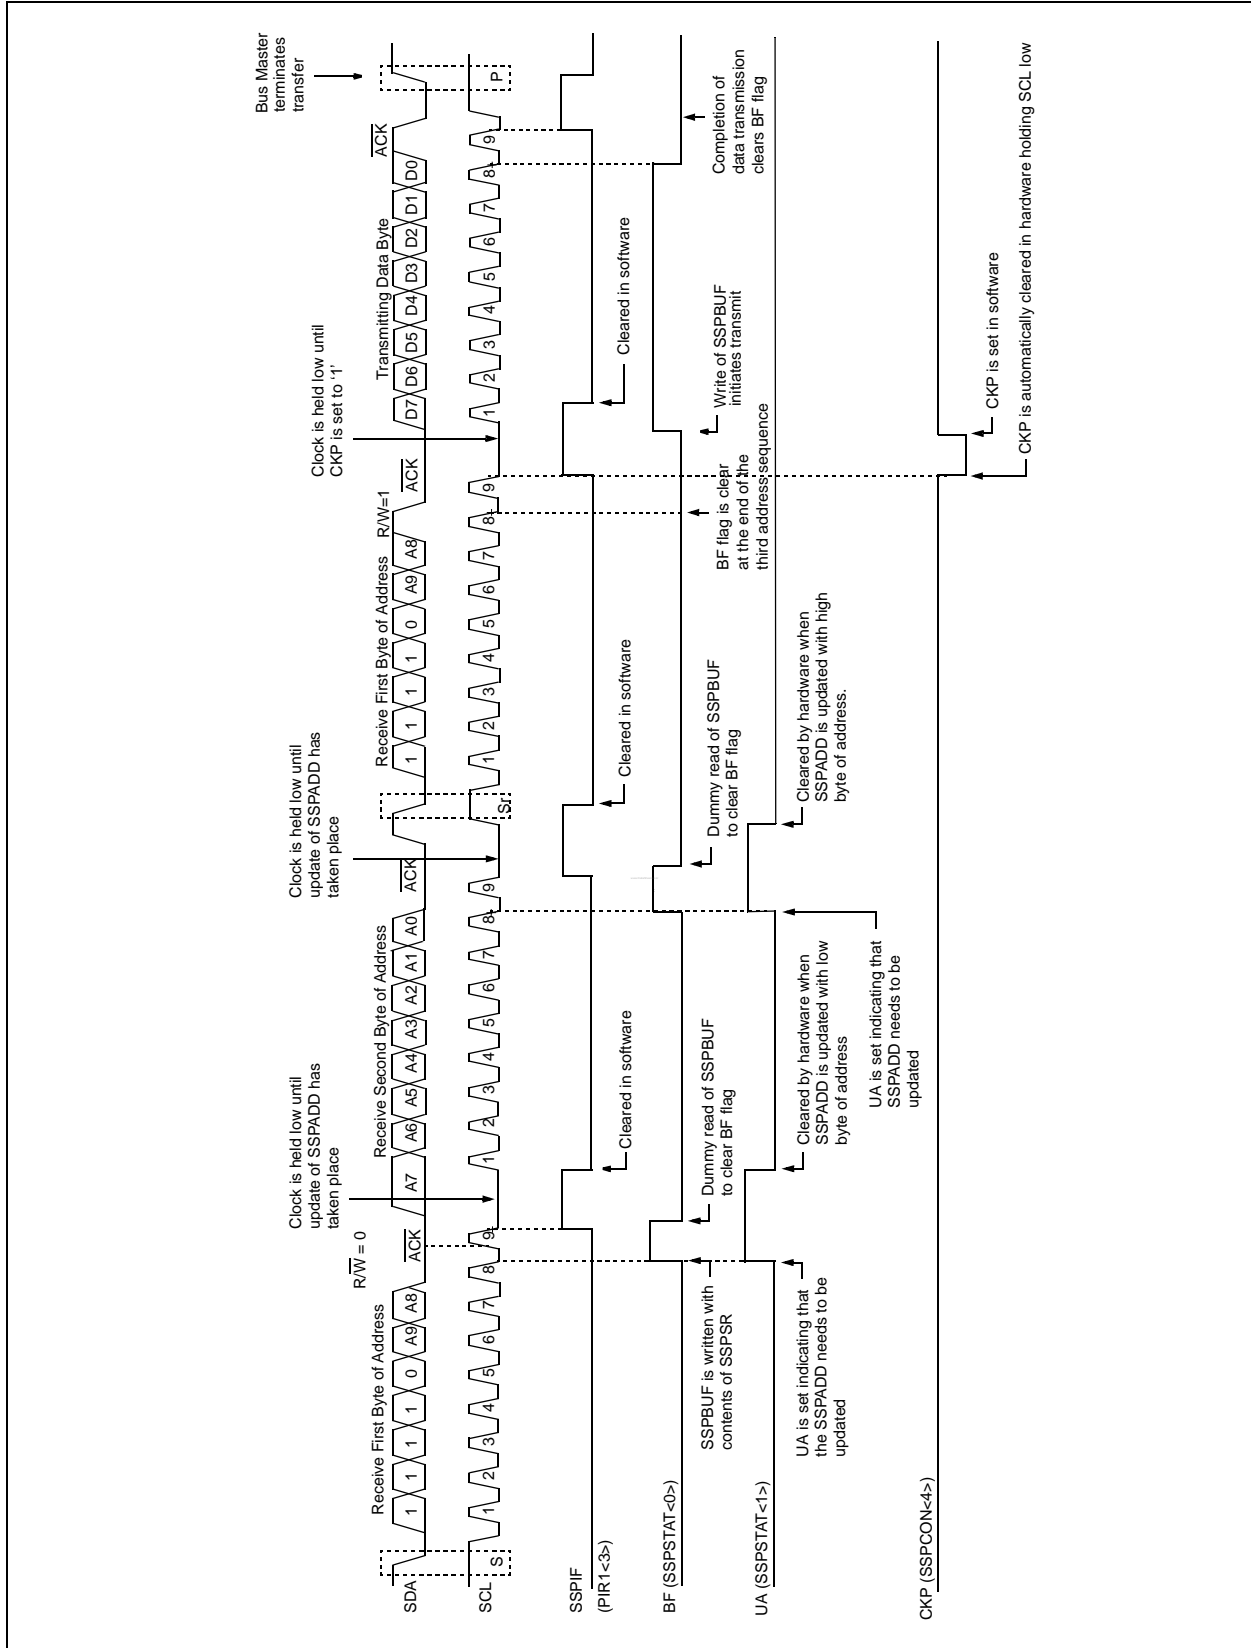 Bus Master
terminates
transfer
Clock is held low until
CKP is set to ‘1’
Clock is held low until
update of SSPADD has
taken place
Clock is held low until
update of SSPADD has
taken place
R/W = 0
Receive First Byte of Address
ACK
Receive Second Byte of Address
ACK
Receive First Byte of Address
R/W=1
ACK
Transmitting Data Byte
ACK
SDA
1 1 1 1 0 A9 A8
A7 A6 A5 A4 A3 A2 A1 A0
1 1 1 1 0 A9 A8
D7 D6 D5 D4 D3 D2 D1 D0
SCL
S
1 2 3 4 5 6 7 8 9
1 2 3 4 5 6 7 8 9
Sr
1 2 3 4 5 6 7 8 9
1 2 3 4 5 6 7 8 9
P
SSPIF
(PIR1<3>)
Cleared in software
Cleared in software
Cleared in software
BF (SSPSTAT<0>)
SSPBUF is written with
contents of SSPSR
Dummy read of SSPBUF
to clear BF flag
Dummy read of SSPBUF
to clear BF flag
BF flag is clear
at the end of the
third address sequence
Write of SSPBUF
initiates transmit
Completion of
data transmission
clears BF flag
UA (SSPSTAT<1>)
UA is set indicating that
the SSPADD needs to be
updated
Cleared by hardware when
SSPADD is updated with low
byte of address
UA is set indicating that
SSPADD needs to be
updated
Cleared by hardware when
SSPADD is updated with high
byte of address.
CKP (SSPCON<4>)
CKP is set in software
CKP is automatically cleared in hardware holding SCL low